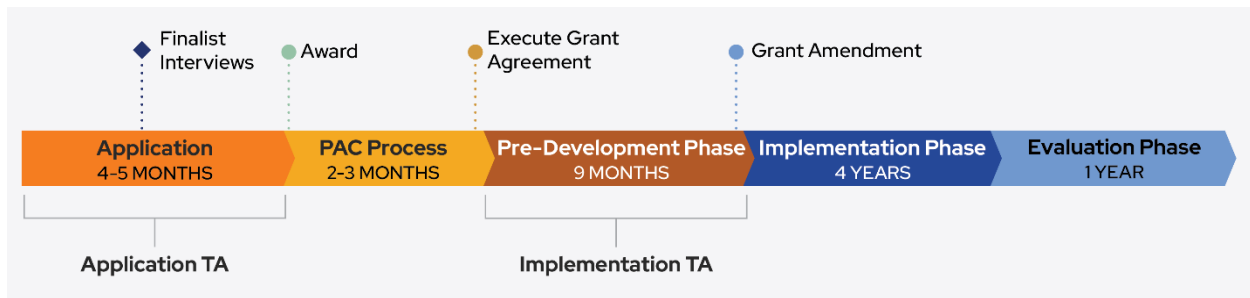 Finalist
Interviews
Award
Execute Grant
Agreement
Grant Amendment
Application
4-5 MONTHS
PAC Process
2-3 MONTHS
Pre-Development Phase
9 MONTHS
Implementation Phase
4 YEARS
Evaluation Phase
1 YEAR
Application TA
Implementation TA